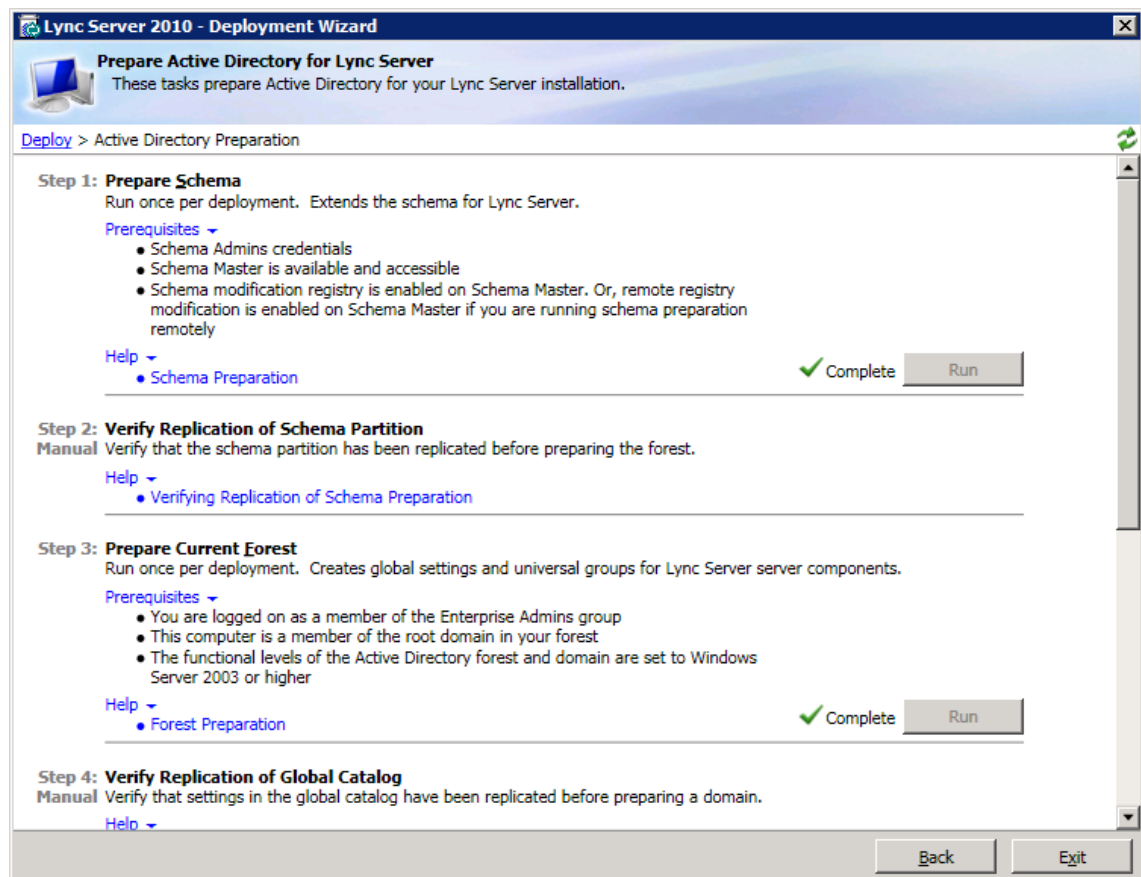 Lync Server 2010 - Deployment Wizard
Prepare Active Directory for Lync Server
These tasks prepare Active Directory for your Lync Server installation.
Deploy > Active Directory Preparation
Step 1: Prepare Schema
Run once per deployment.  Extends the schema for Lync Server.
Prerequisites
• Schema Admins credentials
• Schema Master is available and accessible
• Schema modification registry is enabled on Schema Master. Or, remote registry
modification is enabled on Schema Master if you are running schema preparation
remotely
Help
• Schema Preparation
Complete Run
Step 2: Verify Replication of Schema Partition
Manual Verify that the schema partition has been replicated before preparing the forest.
Help
• Verifying Replication of Schema Preparation
Step 3: Prepare Current Forest
Run once per deployment.  Creates global settings and universal groups for Lync Server server components.
Prerequisites
• You are logged on as a member of the Enterprise Admins group
• This computer is a member of the root domain in your forest
• The functional levels of the Active Directory forest and domain are set to Windows
Server 2003 or higher
Help
• Forest Preparation
Complete Run
Step 4: Verify Replication of Global Catalog
Manual Verify that settings in the global catalog have been replicated before preparing a domain.
Help
Back Exit